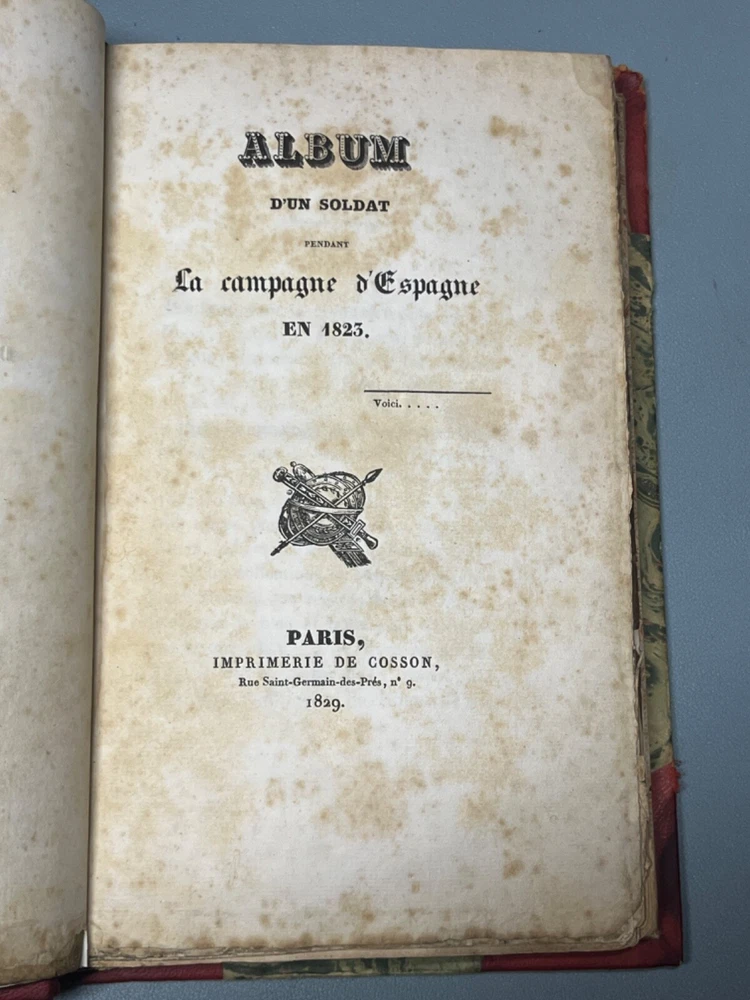 ALBUM
D'UN SOLDAT
PENDANT
La campagne d'Espagne
EN 1823.
Voici. . . . .
PARIS,
IMPRIMERIE DE COSSON,
Rue Saint-Germain-des-Prés, n° 9.
1829.